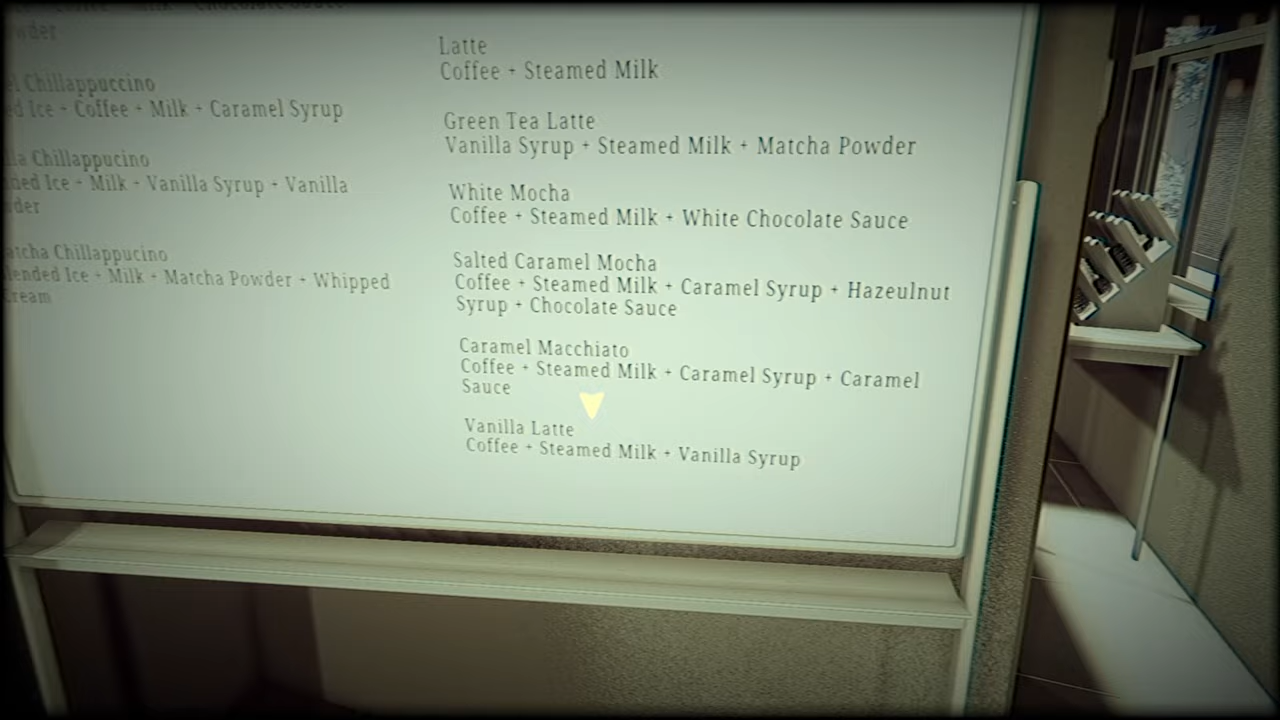 Chocolate Sauce
Chillappuccino
Ice + Coffee + Milk + Caramel Syrup
Chillappucino
Ice + Milk + Vanilla Syrup + Vanilla
Chillappucino
Ice + Milk + Matcha Powder + Whipped
Latte
Coffee + Steamed Milk
Green Tea Latte
Vanilla Syrup + Steamed Milk + Matcha Powder
White Mocha
Coffee + Steamed Milk + White Chocolate Sauce
Salted Caramel Mocha
Coffee + Steamed Milk + Caramel Syrup + Hazeulnut
Syrup + Chocolate Sauce
Caramel Macchiato
Coffee + Steamed Milk + Caramel Syrup + Caramel
Sauce
Vanilla Latte
Coffee + Steamed Milk + Vanilla Syrup